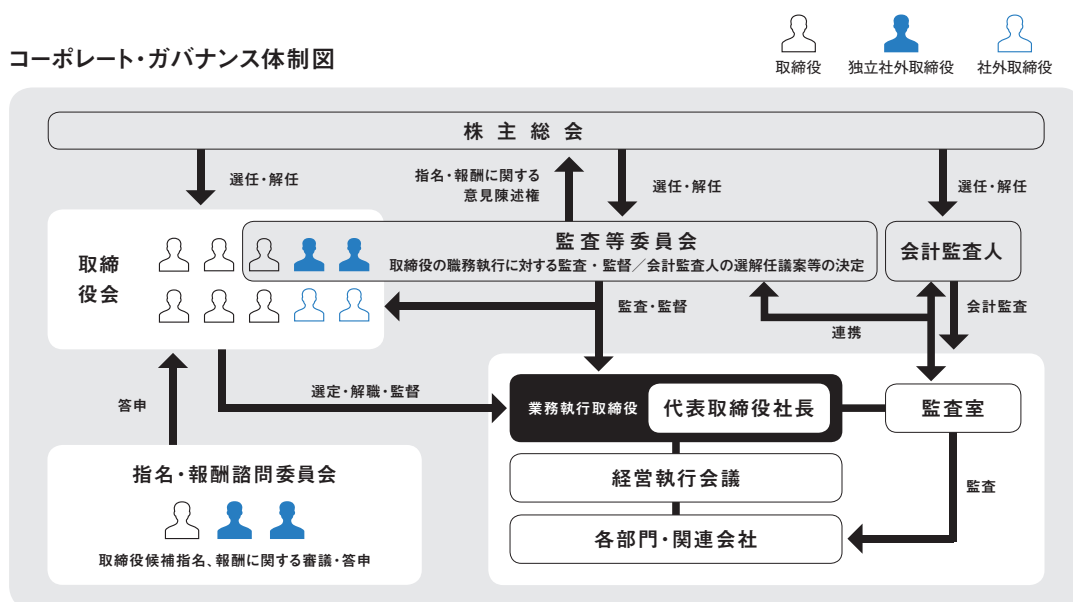 コーポレート・ガバナンス体制図
取締役
独立社外取締役
社外取締役
株主総会
選任・解任
指名・報酬に関する
意見陳述権
選任・解任
選任・解任
取締
役会
監査等委員会
取締役の職務執行に対する監査・監督／会計監査人の選解任議案等の決定
会計監査人
監査・監督
連携
会計監査
答申
選定・解職・監督
業務執行取締役
代表取締役社長
監査室
経営執行会議
監査
各部門・関連会社
指名・報酬諮問委員会
取締役候補指名、報酬に関する審議・答申